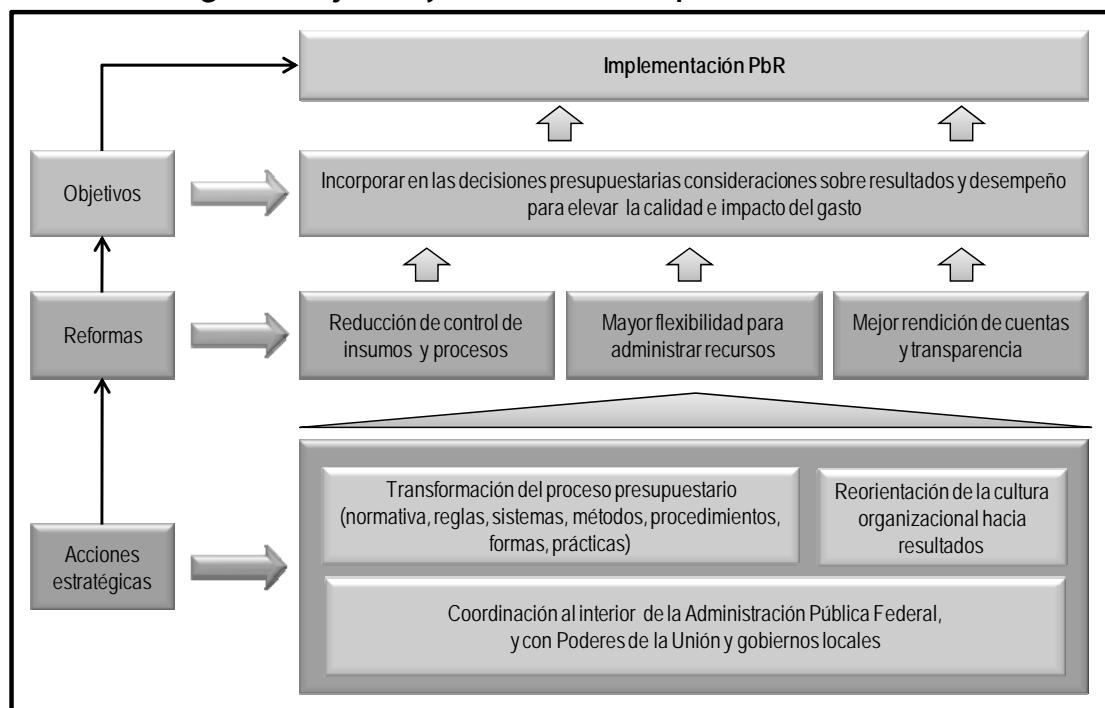 Implementación PbR
Objetivos
Incorporar en las decisiones presupuestarias consideraciones sobre resultados y desempeño
para elevar la calidad e impacto del gasto
Reformas
Reducción de control de
insumos y procesos
Mayor flexibilidad para
administrar recursos
Mejor rendición de cuentas
y transparencia
Acciones
estratégicas
Transformación del proceso presupuestario
(normativa, reglas, sistemas, métodos, procedimientos,
formas, prácticas)
Reorientación de la cultura
organizacional hacia
resultados
Coordinación al interior de la Administración Pública Federal,
y con Poderes de la Unión y gobiernos locales